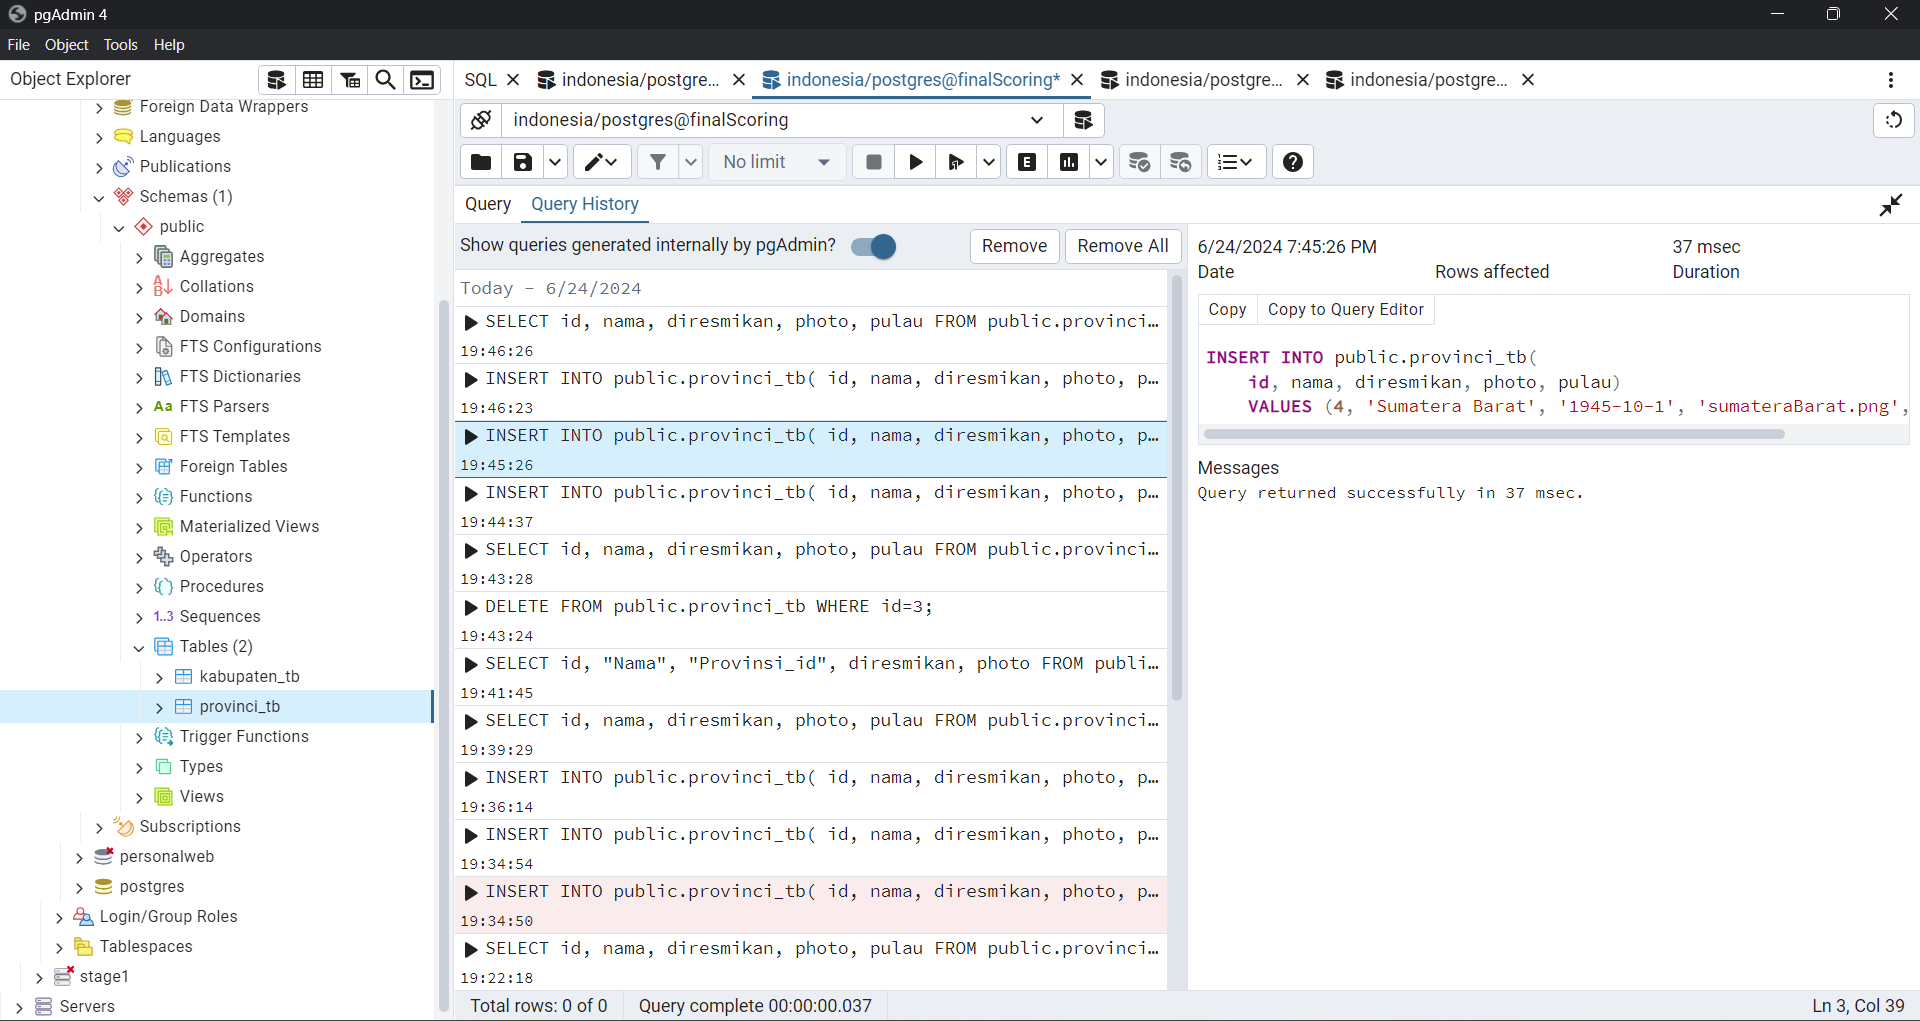 pgAdmin 4
File Object Tools Help
Object Explorer
SQL
indonesia/postgre...
indonesia/postgres@finalScoring*
indonesia/postgre...
indonesia/postgre...
Foreign Data Wrappers
Languages
Publications
Schemas (1)
public
Aggregates
Collations
Domains
FTS Configurations
FTS Dictionaries
Aa FTS Parsers
FTS Templates
Foreign Tables
Functions
Materialized Views
Operators
Procedures
1..3 Sequences
Tables (2)
kabupaten_tb
provinci_tb
Trigger Functions
Types
Views
Subscriptions
personalweb
postgres
Login/Group Roles
Tablespaces
stage1
Servers
indonesia/postgres@finalScoring
No limit
E
Query Query History
Show queries generated internally by pgAdmin?
Remove
Remove All
Today - 6/24/2024
SELECT id, nama, diresmikan, photo, pulau FROM public.provinci…
19:46:26
INSERT INTO public.provinci_tb( id, nama, diresmikan, photo, p…
19:46:23
INSERT INTO public.provinci_tb( id, nama, diresmikan, photo, p…
19:45:26
INSERT INTO public.provinci_tb( id, nama, diresmikan, photo, p…
19:44:37
SELECT id, nama, diresmikan, photo, pulau FROM public.provinci…
19:43:28
DELETE FROM public.provinci_tb WHERE id=3;
19:43:24
SELECT id, "Nama", "Provinsi_id", diresmikan, photo FROM publi…
19:41:45
SELECT id, nama, diresmikan, photo, pulau FROM public.provinci…
19:39:29
INSERT INTO public.provinci_tb( id, nama, diresmikan, photo, p…
19:36:14
INSERT INTO public.provinci_tb( id, nama, diresmikan, photo, p…
19:34:54
INSERT INTO public.provinci_tb( id, nama, diresmikan, photo, p…
19:34:50
SELECT id, nama, diresmikan, photo, pulau FROM public.provinci…
19:22:18
6/24/2024 7:45:26 PM 37 msec
Date Rows affected Duration
Copy Copy to Query Editor
INSERT INTO public.provinci_tb(
id, nama, diresmikan, photo, pulau)
VALUES (4, 'Sumatera Barat', '1945-10-1', 'sumateraBarat.png',
Messages
Query returned successfully in 37 msec.
Total rows: 0 of 0 Query complete 00:00:00.037 Ln 3, Col 39